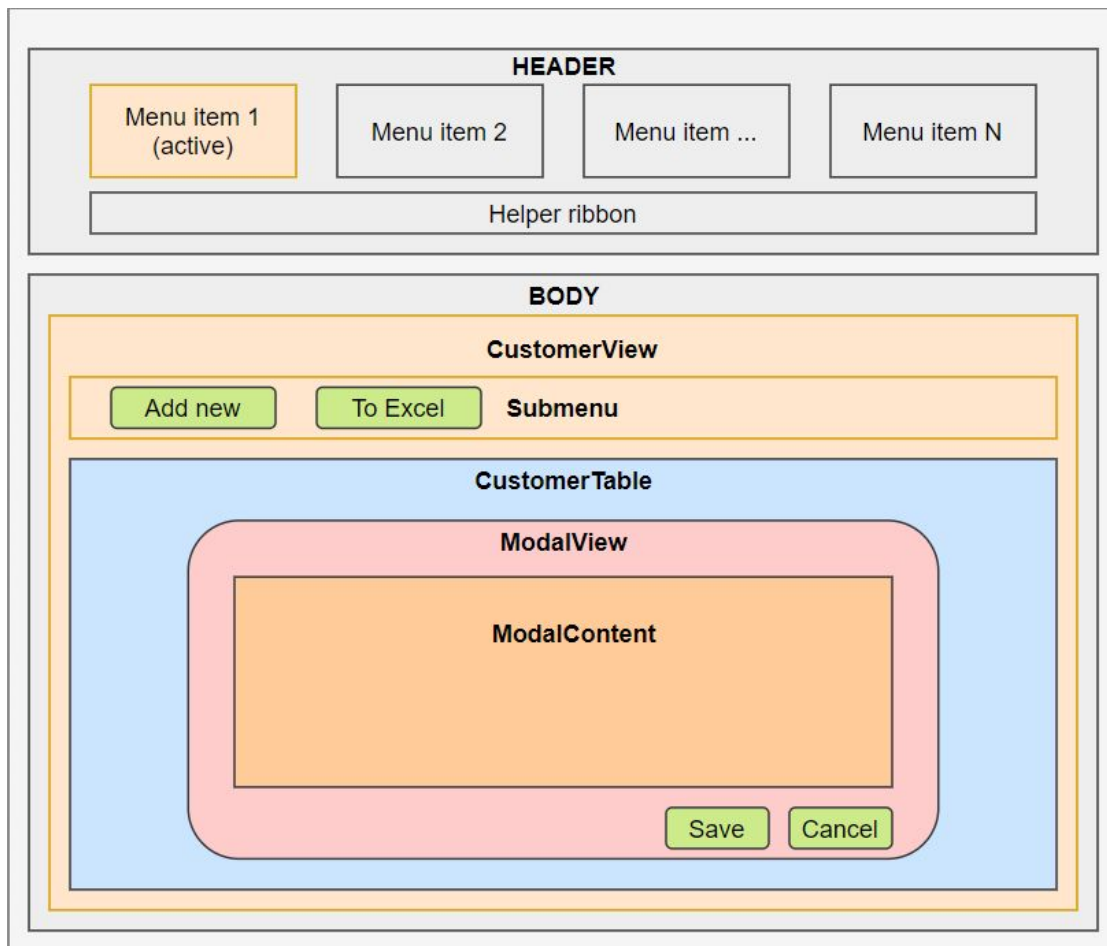 HEADER
Menu item 1
(active)
Menu item 2
Menu item ...
Menu item N
Helper ribbon
BODY
CustomerView
Add new
To Excel
Submenu
CustomerTable
ModalView
ModalContent
Save
Cancel